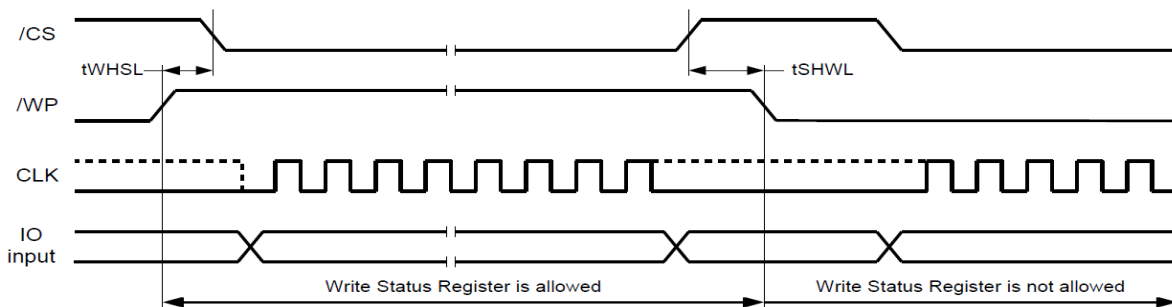 /CS
tWHSL
tSHWL
/WP
CLK
IO
input
Write Status Register is allowed
Write Status Register is not allowed